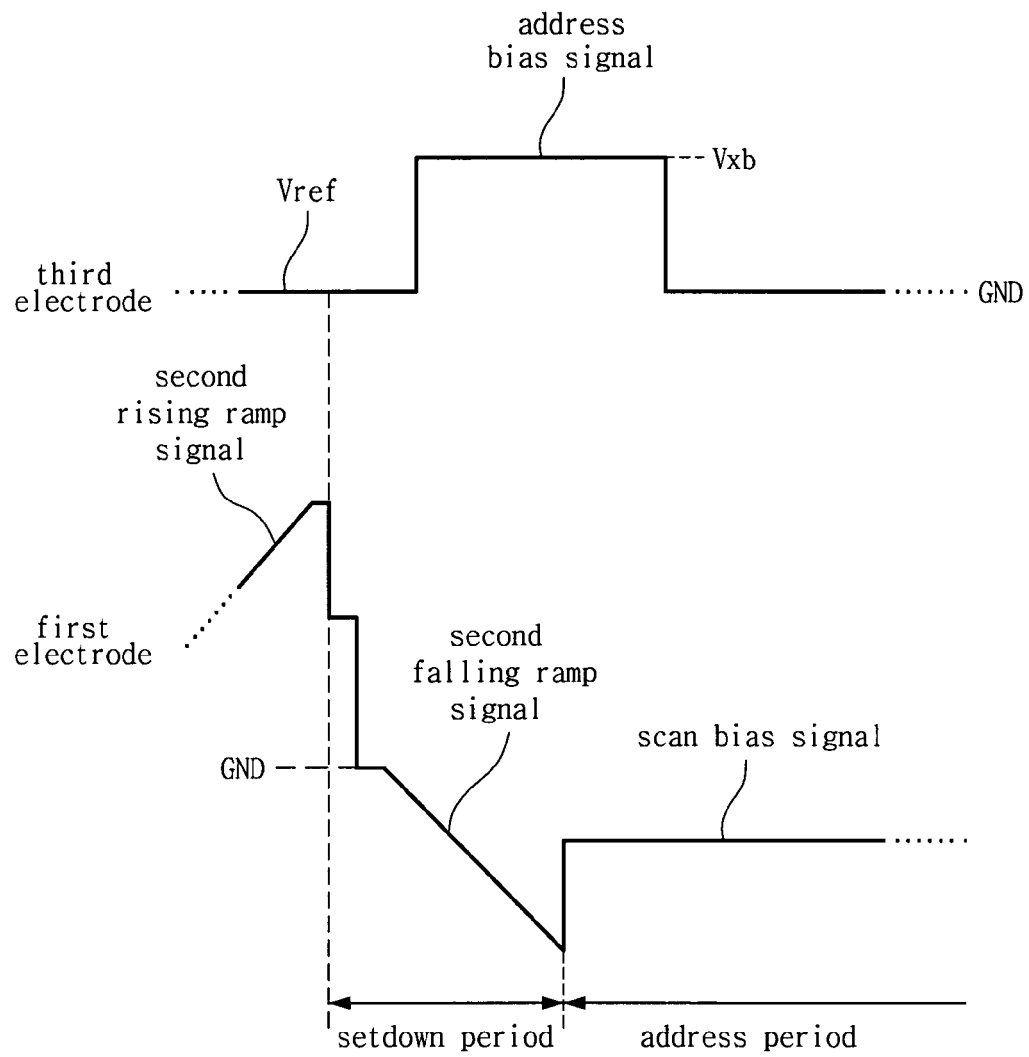 address
bias signal
Vxb
Vref
third
electrode
GND
second
rising ramp
signal
first
electrode
second
falling ramp
signal
scan bias signal
GND
setdown period
address period